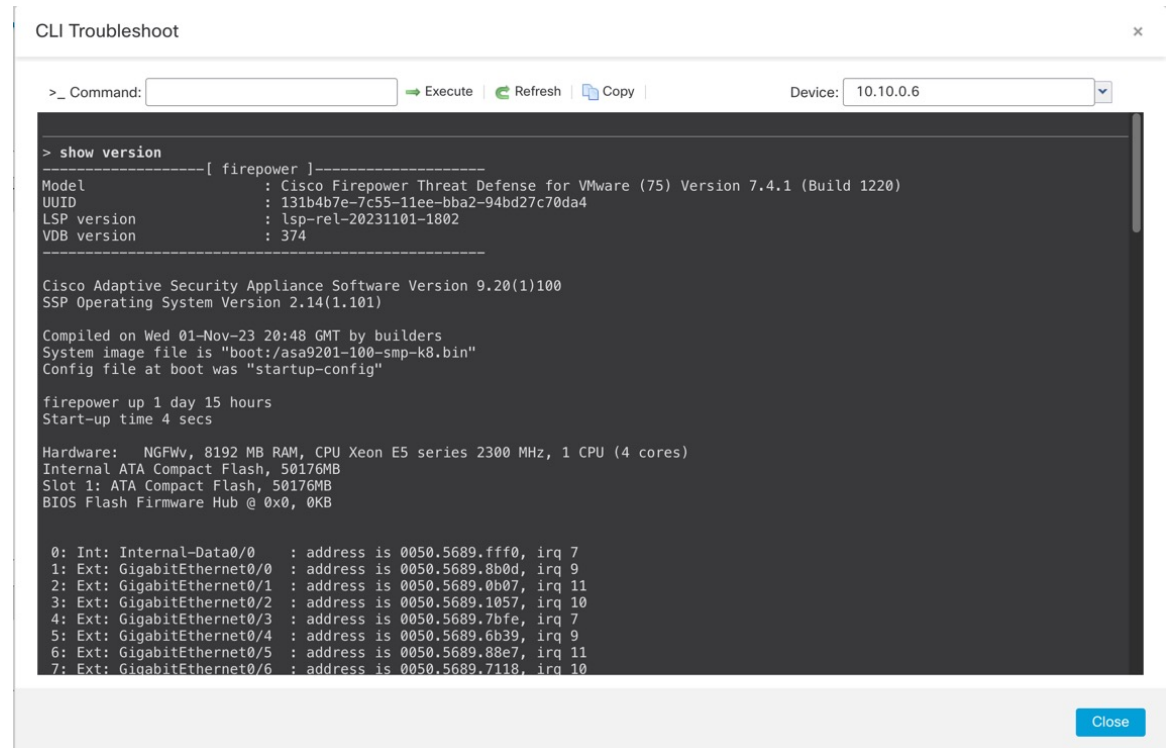 CLI Troubleshoot ×
>_ Command: Execute Refresh Copy Device: 10.10.0.6
> show version
-------------------[ firepower ]--------------------
Model : Cisco Firepower Threat Defense for VMware (75) Version 7.4.1 (Build 1220)
UUID : 131b4b7e-7c55-11ee-bba2-94bd27c70da4
LSP version : lsp-rel-20231101-1802
VDB version : 374
----------------------------------------------------
Cisco Adaptive Security Appliance Software Version 9.20(1)100
SSP Operating System Version 2.14(1.101)
Compiled on Wed 01-Nov-23 20:48 GMT by builders
System image file is "boot:/asa9201-100-smp-k8.bin"
Config file at boot was "startup-config"
firepower up 1 day 15 hours
Start-up time 4 secs
Hardware: NGFWv, 8192 MB RAM, CPU Xeon E5 series 2300 MHz, 1 CPU (4 cores)
Internal ATA Compact Flash, 50176MB
Slot 1: ATA Compact Flash, 50176MB
BIOS Flash Firmware Hub @ 0x0, 0KB
0: Int: Internal-Data0/0 : address is 0050.5689.fff0, irq 7
1: Ext: GigabitEthernet0/0 : address is 0050.5689.8b0d, irq 9
2: Ext: GigabitEthernet0/1 : address is 0050.5689.0b07, irq 11
3: Ext: GigabitEthernet0/2 : address is 0050.5689.1057, irq 10
4: Ext: GigabitEthernet0/3 : address is 0050.5689.7bfe, irq 7
5: Ext: GigabitEthernet0/4 : address is 0050.5689.6b39, irq 9
6: Ext: GigabitEthernet0/5 : address is 0050.5689.88e7, irq 11
7: Ext: GigabitEthernet0/6 : address is 0050.5689.7118, irq 10
Close